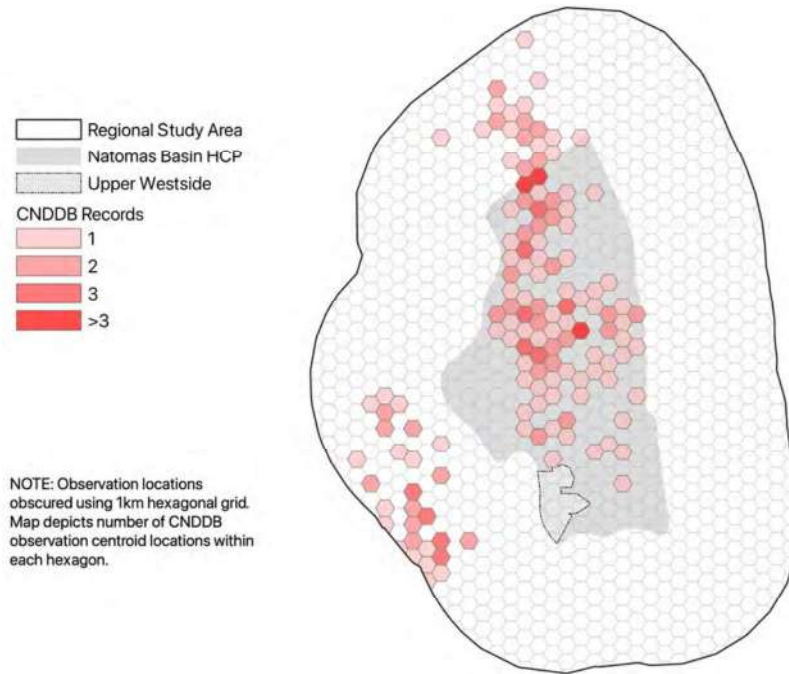 Regional Study Area
Natomas Basin HCP
Upper Westside
CNDDB Records
1
2
3
>3
NOTE: Observation locations
obscured using 1km hexagonal grid.
Map depicts number of CNDDB
observation centroid locations within
each hexagon.